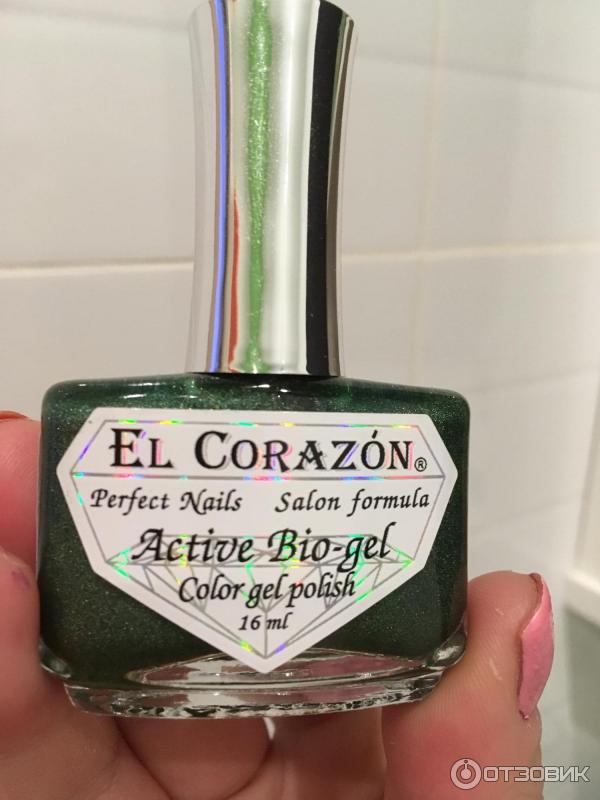 EL CORAZÓN®
Perfect Nails Salon formula
Active Bio-gel
Color gel polish
16 ml
ОТЗОВИК